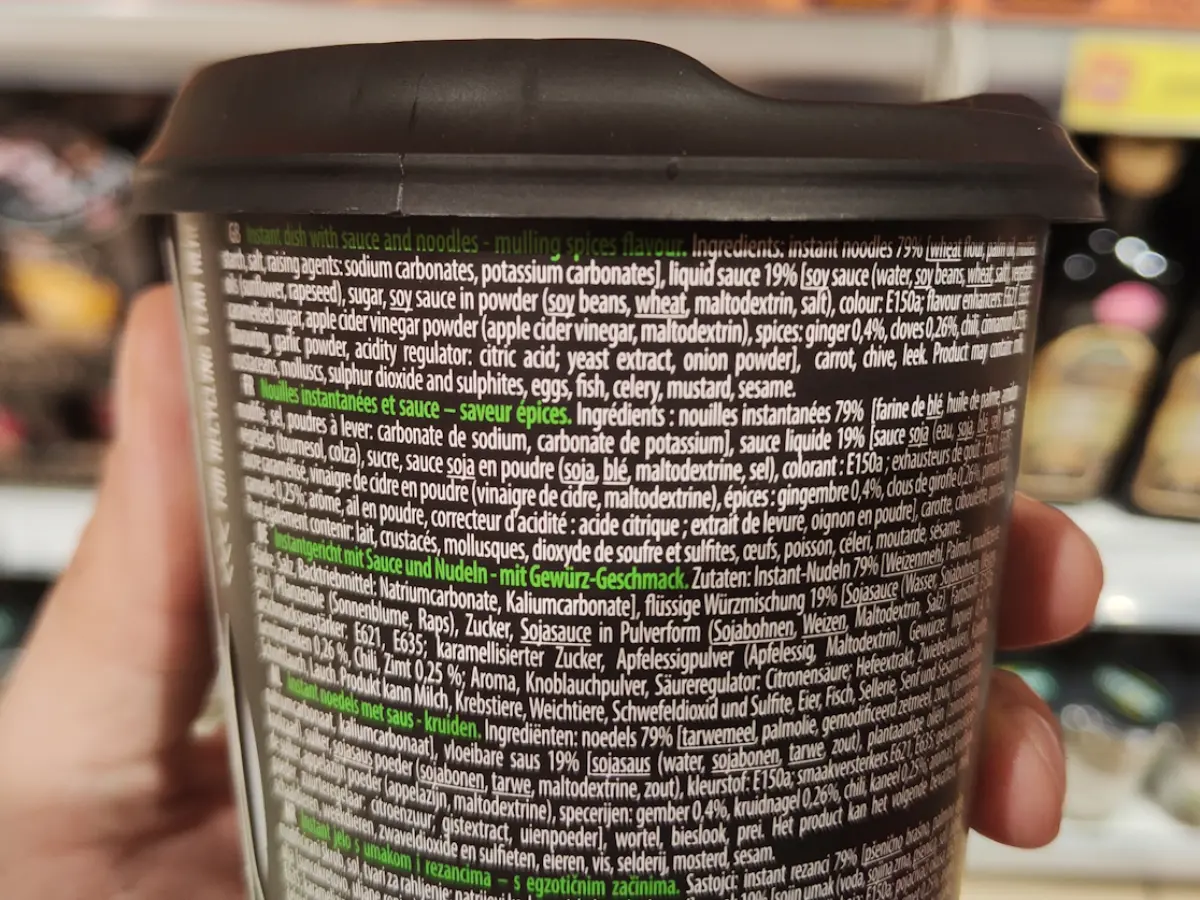 GB Instant dish with sauce and noodles - mulling spices flavour. Ingredients: instant noodles 79% [wheat flour, palm oil,
starch, salt, raising agents: sodium carbonates, potassium carbonates], liquid sauce 19% [soy sauce (water, soy beans, wheat, salt),
oils (sunflower, rapeseed), sugar, soy sauce in powder (soy beans, wheat, maltodextrin, salt), colour: E150a; flavour enhancers: E621,
sugar, apple cider vinegar powder (apple cider vinegar, maltodextrin), spices: ginger 0,4%, cloves 0,26%, chili, cinnamon
garlic powder, acidity regulator: citric acid; yeast extract, onion powder], carrot, chive, leek. Product may contain
molluscs, sulphur dioxide and sulphites, eggs, fish, celery, mustard, sesame.
FR Nouilles instantanées et sauce – saveur épices. Ingrédients : nouilles instantanées 79% [farine de blé, huile de palme,
sel, poudres à lever: carbonate de sodium, carbonate de potassium], sauce liquide 19% [sauce soja (eau, soja, blé, sel)
végétales (tournesol, colza), sucre, sauce soja en poudre (soja, blé, maltodextrine, sel), colorant : E150a ; exhausteurs de goût : E621,
caramélisé, vinaigre de cidre en poudre (vinaigre de cidre, maltodextrine), épices : gingembre 0,4%, clous de girofle 0,26%,
cannelle 0,25%; arôme, ail en poudre, correcteur d'acidité : acide citrique ; extrait de levure, oignon en poudre], carotte, ciboulette,
également contenir: lait, crustacés, mollusques, dioxyde de soufre et sulfites, œufs, poisson, céleri, moutarde, sésame.
DE Instantgericht mit Sauce und Nudeln - mit Gewürz-Geschmack. Zutaten: Instant-Nudeln 79% [Weizenmehl, Palmöl,
Salz, Backtriebmittel: Natriumcarbonate, Kaliumcarbonate], flüssige Würzmischung 19% [Sojasauce (Wasser, Sojabohnen,
Pflanzenöle (Sonnenblume, Raps), Zucker, Sojasauce in Pulverform (Sojabohnen, Weizen, Maltodextrin, Salz), Farbstoff:
Geschmacksverstärker: E621, E635; karamellisierter Zucker, Apfelessigpulver (Apfelessig, Maltodextrin), Gewürze: Ingwer
0,26 %, Chili, Zimt 0,25 %; Aroma, Knoblauchpulver, Säureregulator: Citronensäure; Hefeextrakt, Zwiebelpulver],
Lauch. Produkt kann Milch, Krebstiere, Weichtiere, Schwefeldioxid und Sulfite, Eier, Fisch, Sellerie, Senf und Sesam
Instant noedels met saus - kruiden. Ingrediënten: noedels 79% [tarwemeel, palmolie, gemodificeerd zetmeel, zout,
kaliumcarbonaat], vloeibare saus 19% [sojasaus (water, sojabonen, tarwe, zout), plantaardige oliën
suiker, sojasaus poeder (sojabonen, tarwe, maltodextrine, zout), kleurstof: E150a; smaakversterkers E621, E635;
appelazijn poeder (appelazijn, maltodextrine), specerijen: gember 0,4%, kruidnagel 0,26%, chili, kaneel 0,25%;
citroenzuur, gistextract, uienpoeder], wortel, bieslook, prei. Het product kan het volgende
weekdieren, zwaveldioxide en sulfieten, eieren, vis, selderij, mosterd, sesam.
Instant jelo s umakom i rezancima – s egzotičnim začinima. Sastojci: instant rezanci 79% [pšenično brašno,
sol, tvari za rahljenje: [sojin umak (voda,